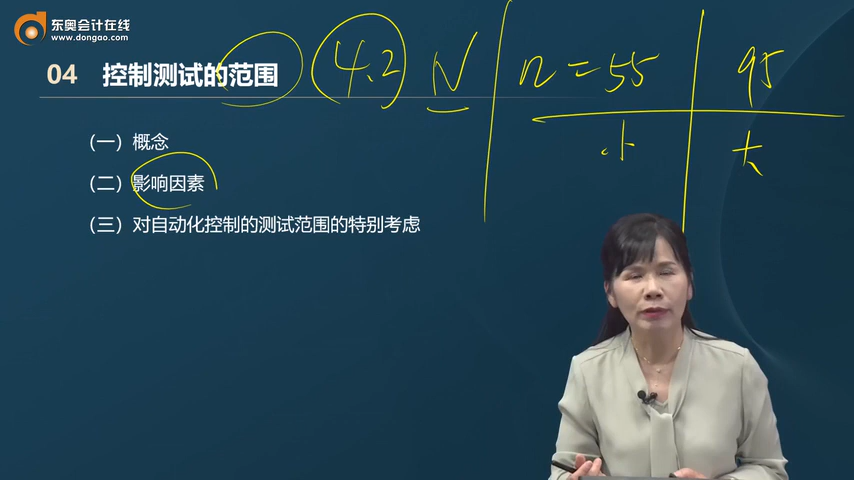 东奥会计在线
www.dongao.com
04 控制测试的范围
4.2 N n=55 95
小 大
(一) 概念
(二) 影响因素
(三) 对自动化控制的测试范围的特别考虑